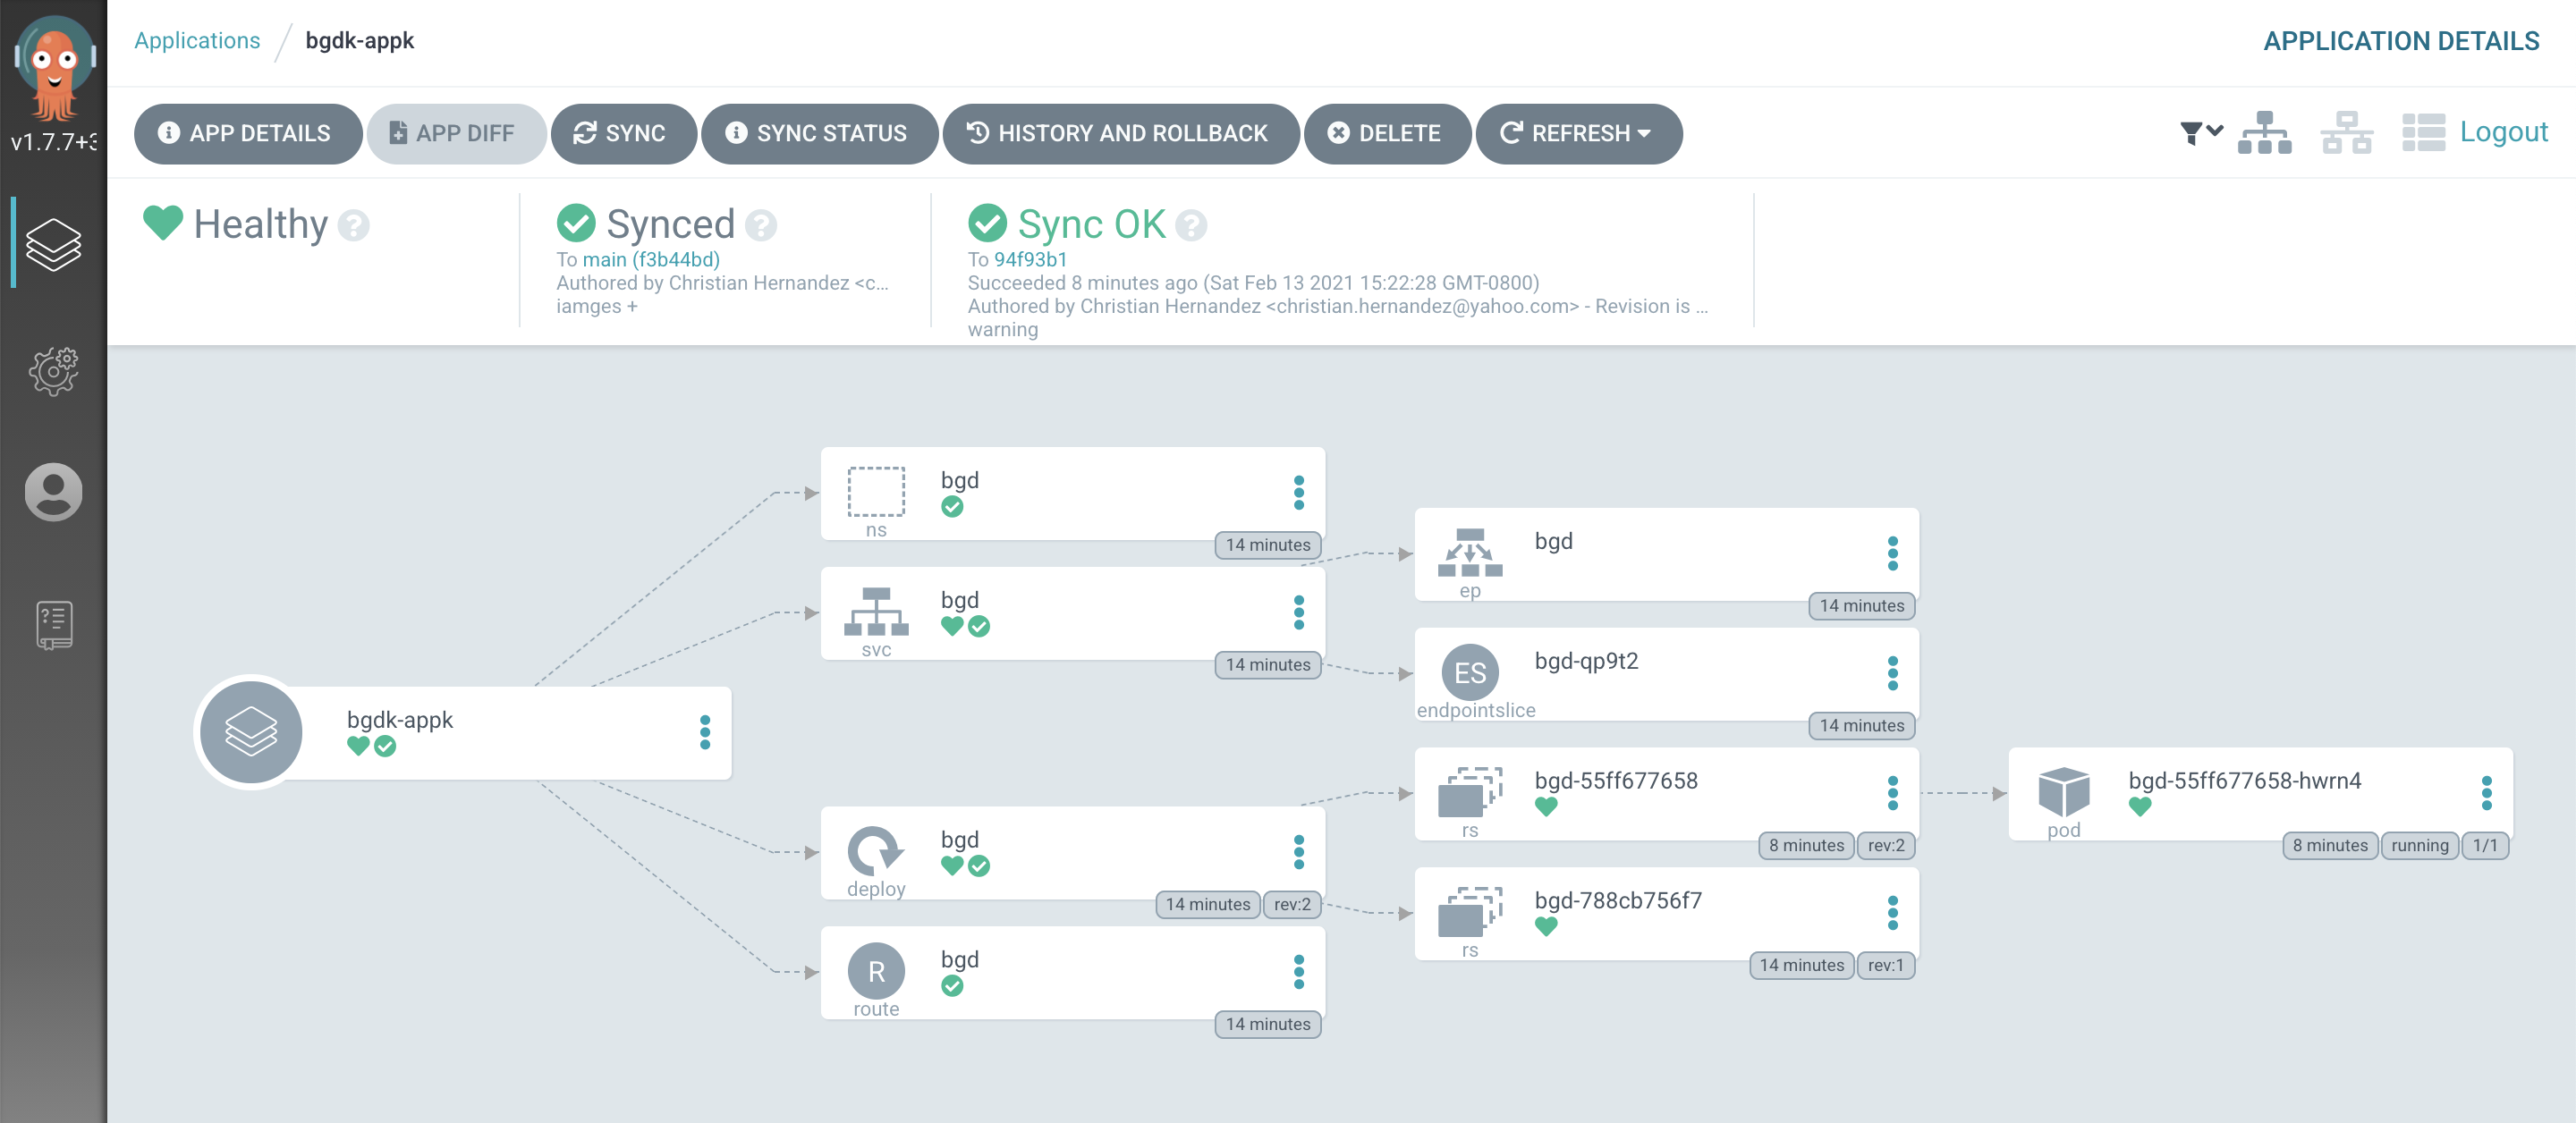 Applications / bgdk-appk
APPLICATION DETAILS
v1.7.7+3
APP DETAILS
APP DIFF
SYNC
SYNC STATUS
HISTORY AND ROLLBACK
DELETE
REFRESH
Logout
Healthy ?
Synced ?
To main (f3b44bd)
Authored by Christian Hernandez <c...
iamges +
Sync OK ?
To 94f93b1
Succeeded 8 minutes ago (Sat Feb 13 2021 15:22:28 GMT-0800)
Authored by Christian Hernandez <christian.hernandez@yahoo.com> - Revision is ...
warning
bgdk-appk
bgd
ns
14 minutes
bgd
svc
14 minutes
bgd
deploy
14 minutes rev:2
bgd
R
route
14 minutes
bgd
ep
14 minutes
bgd-qp9t2
ES
endpointslice
14 minutes
bgd-55ff677658
rs
8 minutes rev:2
bgd-788cb756f7
rs
14 minutes rev:1
bgd-55ff677658-hwrn4
pod
8 minutes running 1/1